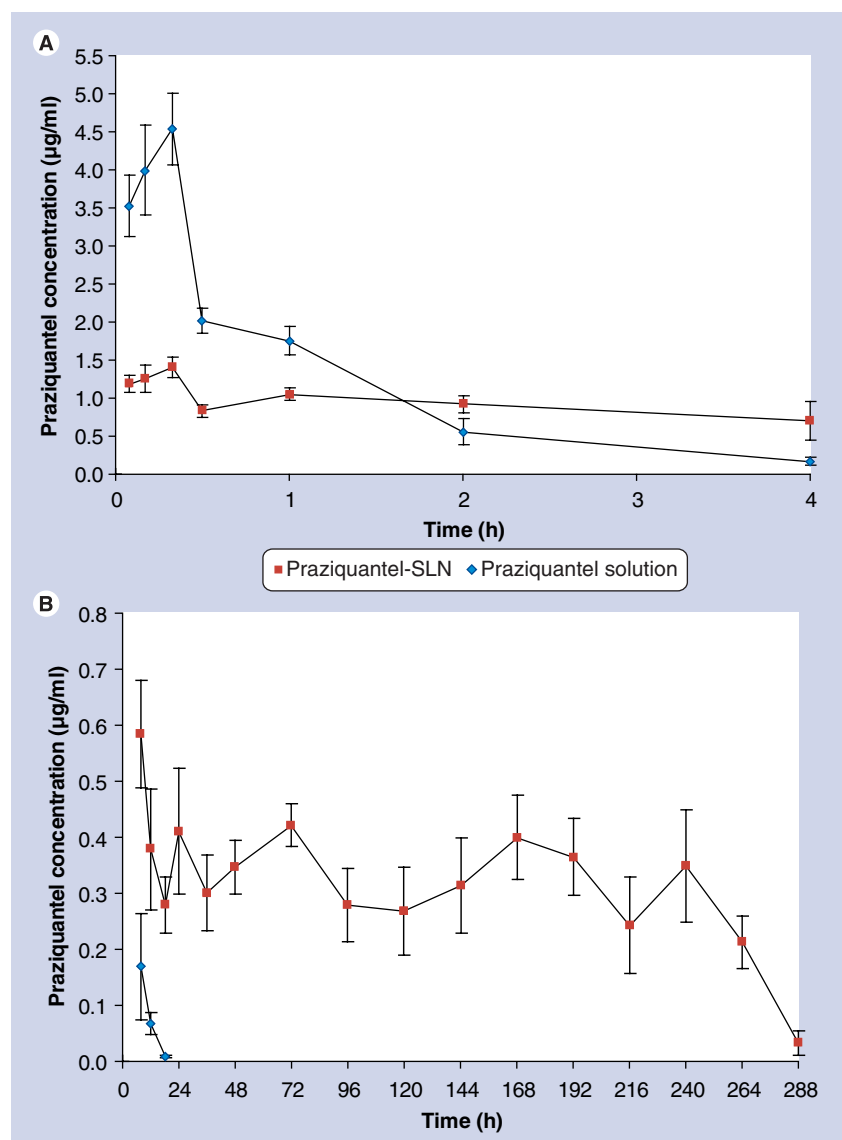 A
Praziquantel concentration (µg/ml)
5.5
5.0
4.5
4.0
3.5
3.0
2.5
2.0
1.5
1.0
0.5
0.0
0 1 2 3 4
Time (h)
Praziquantel-SLN Praziquantel solution
B
Praziquantel concentration (µg/ml)
0.8
0.7
0.6
0.5
0.4
0.3
0.2
0.1
0.0
0 24 48 72 96 120 144 168 192 216 240 264 288
Time (h)